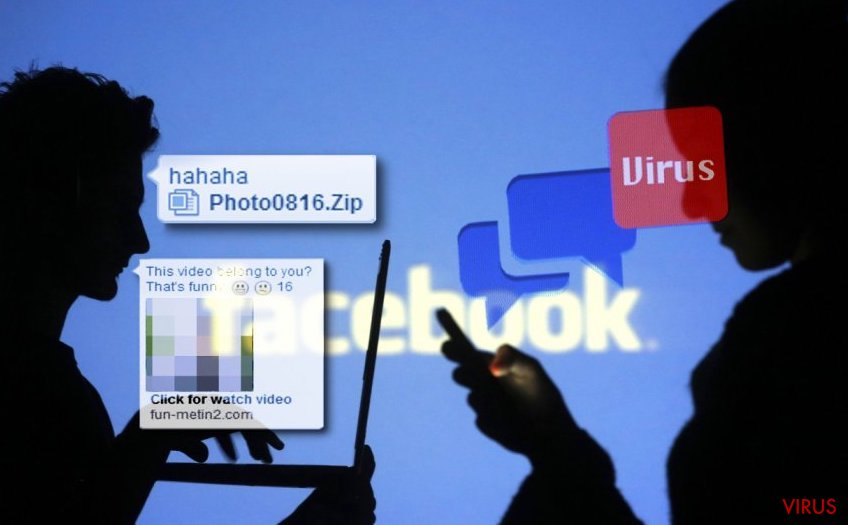 hahaha
Photo0816.Zip
Virus
This video belong to you?
That's funn 16
facebook
Click for watch video
fun-metin2.com
VIRUS